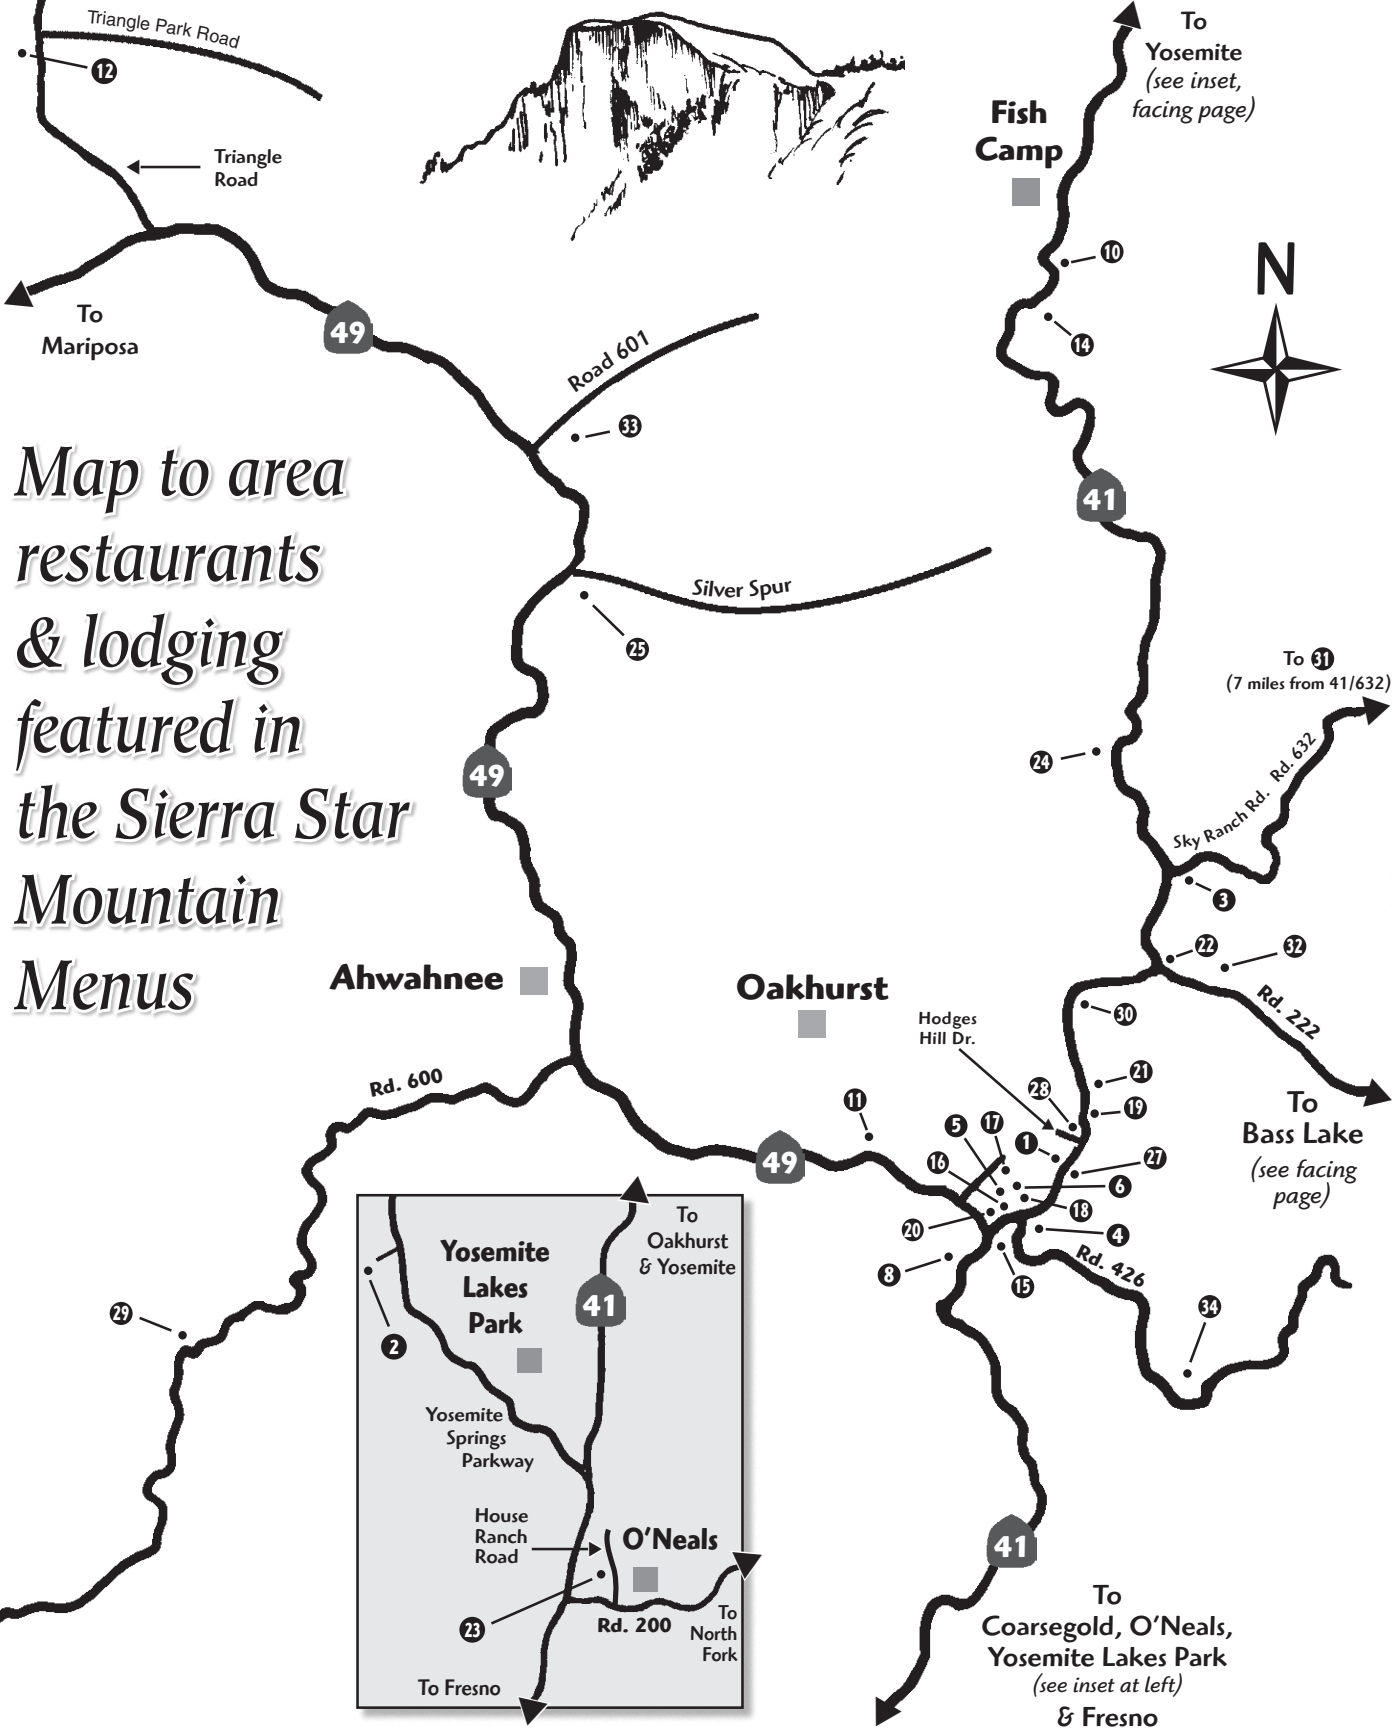 Triangle Park Road
12
Triangle
Road
To
Mariposa
49
To
Yosemite
(see inset,
facing page)
Fish
Camp
10
14
N
Road 601
33
41
Map to area
restaurants
& lodging
featured in
the Sierra Star
Mountain
Menus
Silver Spur
25
To 31
(7 miles from 41/632)
49
24
Sky Ranch Rd. Rd. 632
3
22
32
Ahwahnee
Oakhurst
Rd. 222
30
Hodges
Hill Dr.
Rd. 600
21
28
19
11
To
Bass Lake
(see facing
page)
5
17
1
49
16
27
6
18
20
4
8
15
Rd. 426
34
29
Yosemite
Lakes
Park
To
Oakhurst
& Yosemite
41
2
Yosemite
Springs
Parkway
House
Ranch
Road
O'Neals
23
Rd. 200
To
North
Fork
To Fresno
41
To
Coarsegold, O'Neals,
Yosemite Lakes Park
(see inset at left)
& Fresno